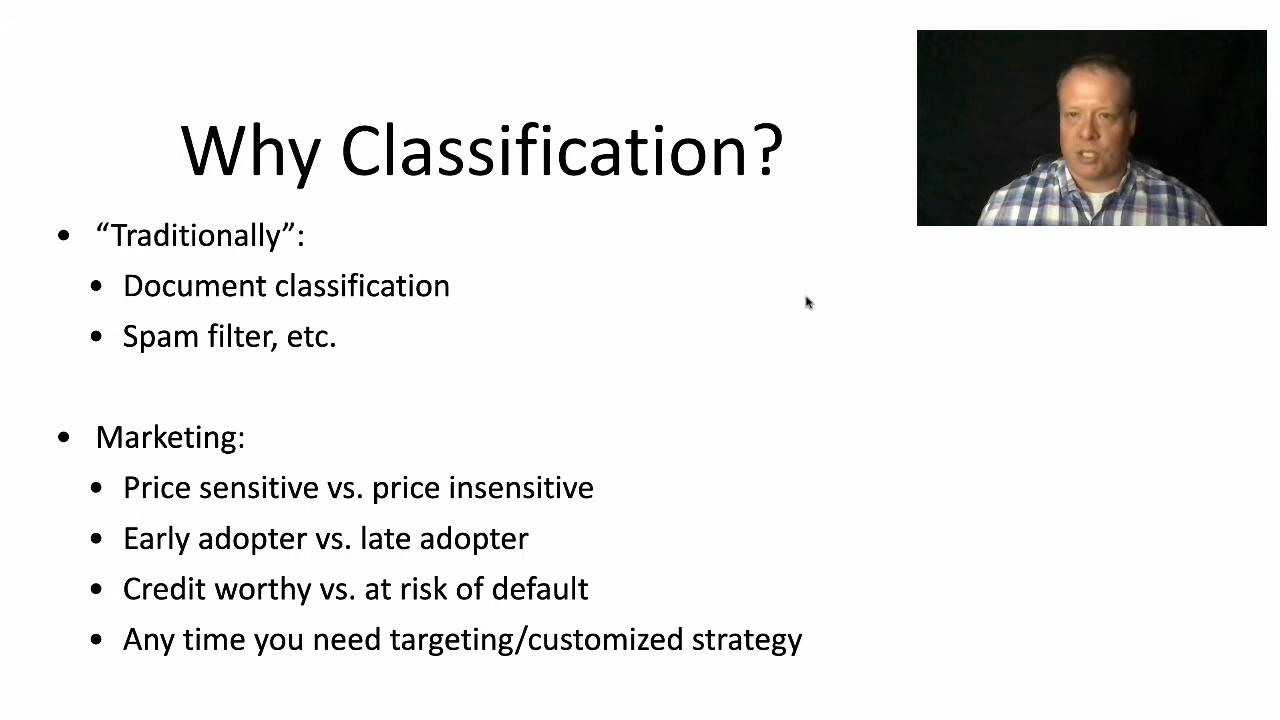 Why Classification?
• “Traditionally”:
• Document classification
• Spam filter, etc.
• Marketing:
• Price sensitive vs. price insensitive
• Early adopter vs. late adopter
• Credit worthy vs. at risk of default
• Any time you need targeting/customized strategy